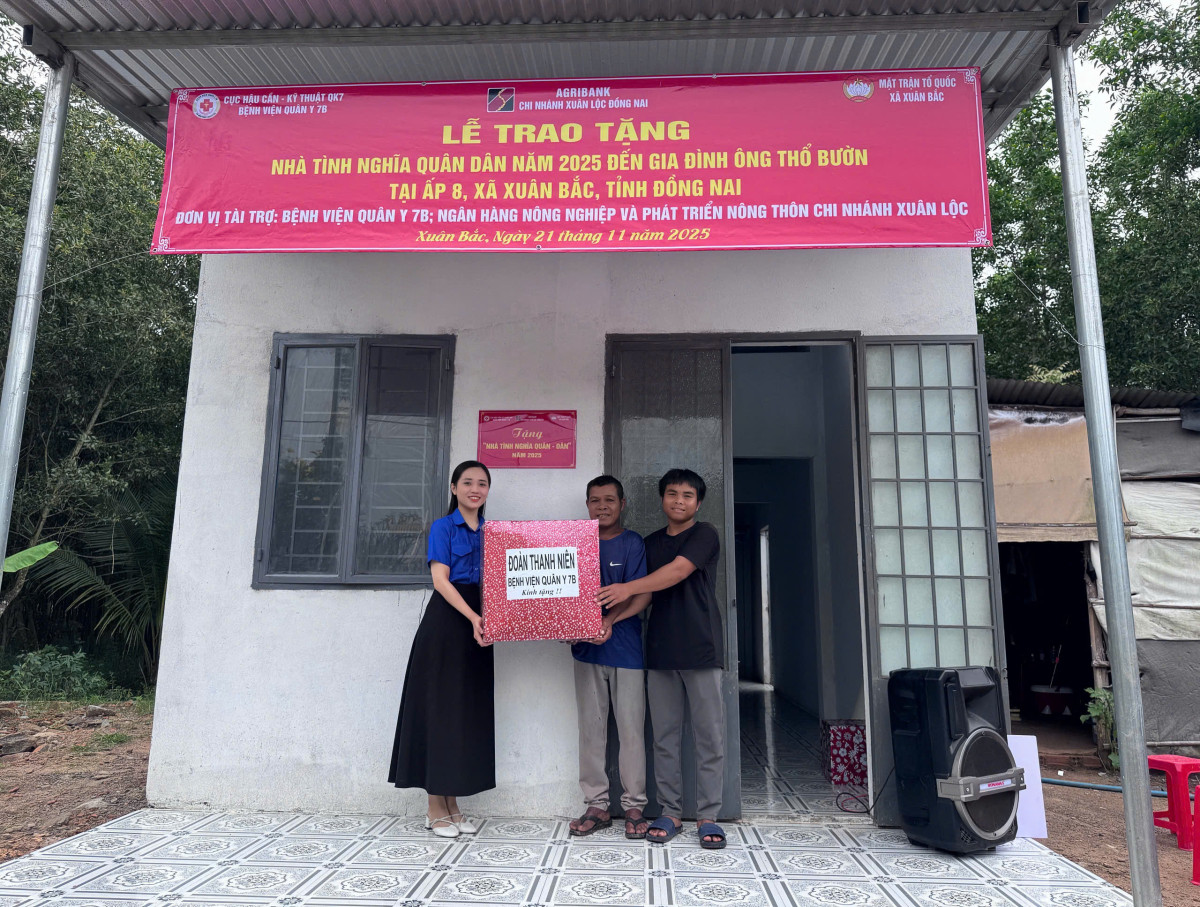 CỤC HẬU CẦN - KỸ THUẬT QK7
BỆNH VIỆN QUÂN Y 7B
AGRIBANK
CHI NHÁNH XUÂN LỘC ĐỒNG NAI
MẶT TRẬN TỔ QUỐC
XÃ XUÂN BẮC
LỄ TRAO TẶNG
NHÀ TÌNH NGHĨA QUÂN DÂN NĂM 2025 ĐẾN GIA ĐÌNH ÔNG THỔ BƯỜN
TẠI ẤP 8, XÃ XUÂN BẮC, TỈNH ĐỒNG NAI
ĐƠN VỊ TÀI TRỢ: BỆNH VIỆN QUÂN Y 7B; NGÂN HÀNG NÔNG NGHIỆP VÀ PHÁT TRIỂN NÔNG THÔN CHI NHÁNH XUÂN LỘC
Xuân Bắc, Ngày 21 tháng 11 năm 2025
Tặng
"NHÀ TÌNH NGHĨA QUÂN - DÂN"
NĂM 2025
ĐOÀN THANH NIÊN
BỆNH VIỆN QUÂN Y 7B
Kính tặng !!